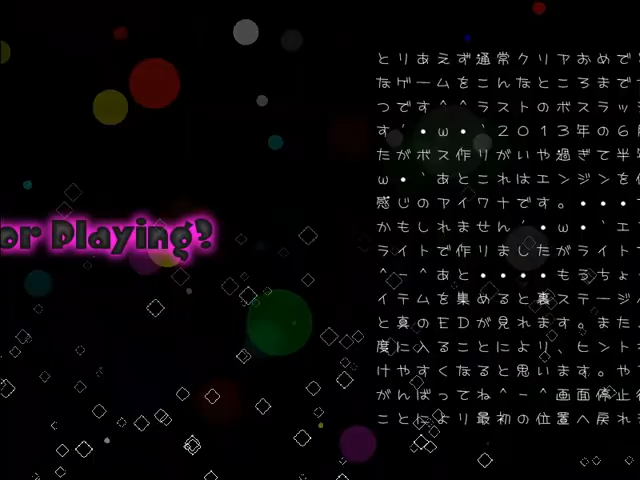 or Playing?
とりあえず通常クリアおめで
なゲームをこんなところまで
つです^^ラストのボスラッ
す´・ω・`2013年の6
たがボス作りがいや過ぎて半
ω・`あとこれはエンジンを
感じのアイワナです。・・・
かもしれません´・ω・`エ
ライトで作りましたがライト
^-^あと・・・・もうちょ
イテムを集めると裏ステージ
と真のEDが見れます。また
度に入ることにより、ヒント
けやすくなると思います。や
がんばってね^-^画面停止
ことにより最初の位置へ戻れ